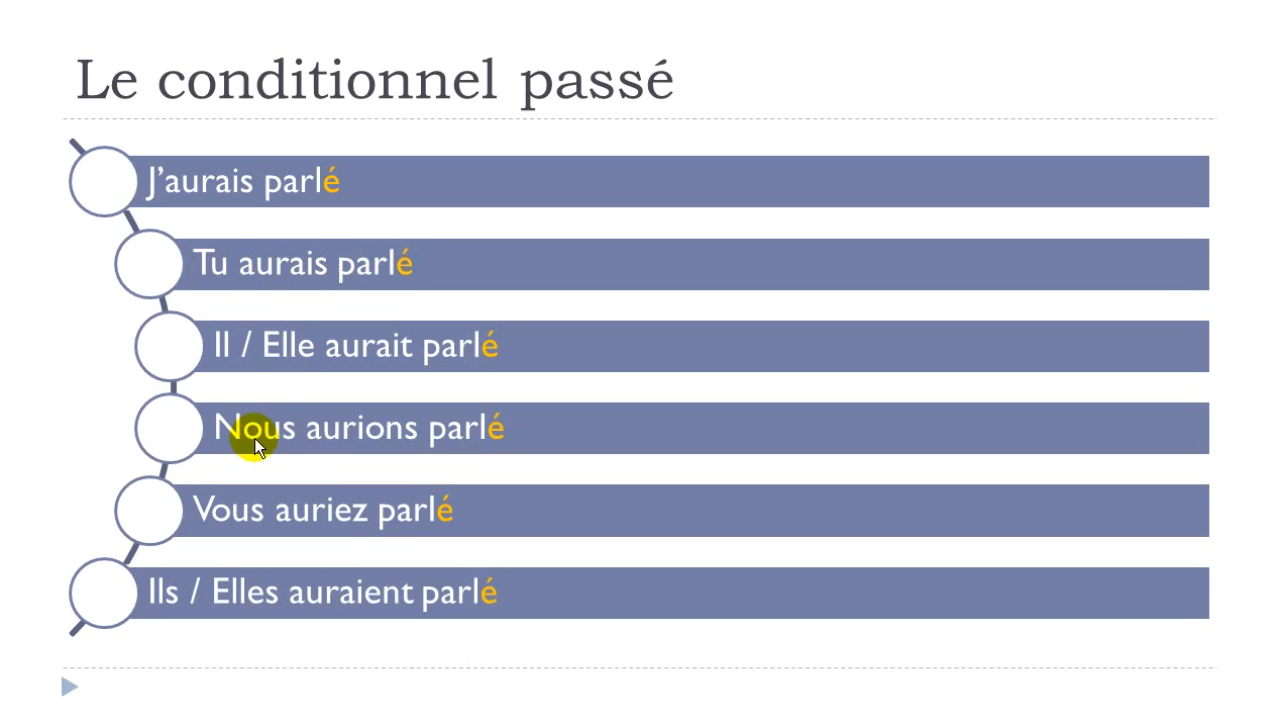 Le conditionnel passé
J’aurais parlé
Tu aurais parlé
Il / Elle aurait parlé
Nous aurions parlé
Vous auriez parlé
Ils / Elles auraient parlé